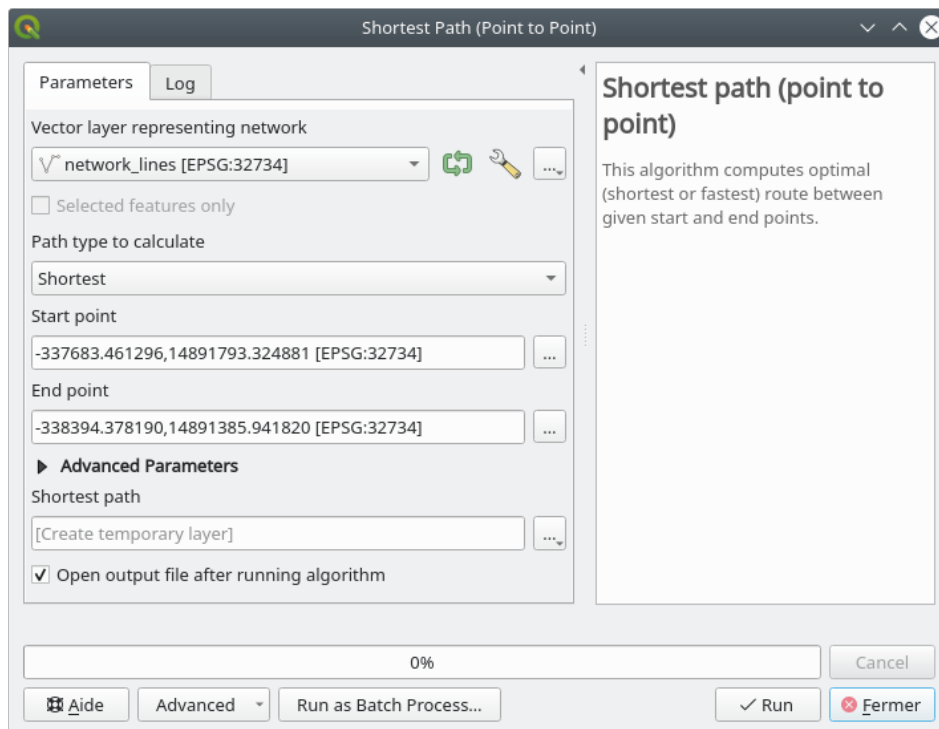 Shortest Path (Point to Point)
Parameters
Log
Vector layer representing network
network_lines [EPSG:32734]
...
Selected features only
Path type to calculate
Shortest
Start point
-337683.461296,14891793.324881 [EPSG:32734]
...
End point
-338394.378190,14891385.941820 [EPSG:32734]
...
Advanced Parameters
Shortest path
[Create temporary layer]
...
Open output file after running algorithm
Shortest path (point to
point)
This algorithm computes optimal
(shortest or fastest) route between
given start and end points.
0%
Cancel
Aide
Advanced
Run as Batch Process...
Run
Fermer